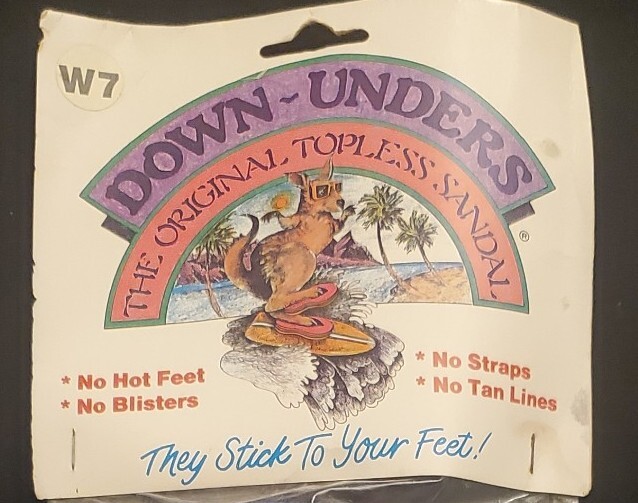 W7
DOWN~UNDERS
THE ORIGINAL TOPLESS SANDAL
®
* No Hot Feet
* No Blisters
* No Straps
* No Tan Lines
They Stick To Your Feet!